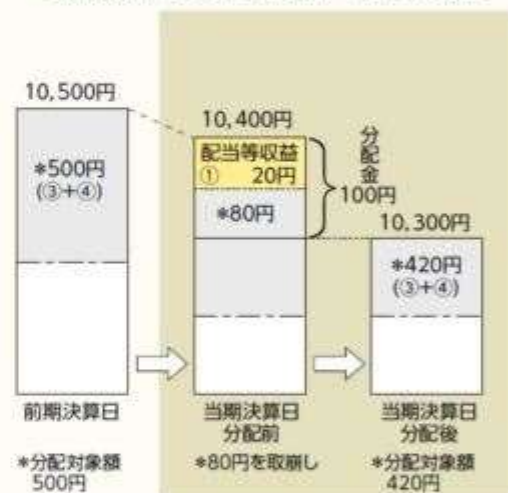 10,500円
*500円
(③+④)
前期決算日
*分配対象額
500円
10,400円
配当等収益
① 20円
*80円
分配金
100円
当期決算日
分配前
*80円を取崩し
10,300円
*420円
(③+④)
当期決算日
分配後
*分配対象額
420円